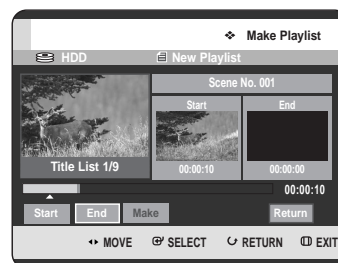 ❖ Make Playlist
HDD New Playlist
Scene No. 001
Start End
Title List 1/9 00:00:10 00:00:00
00:00:10
Start End Make Return
MOVE SELECT RETURN EXIT